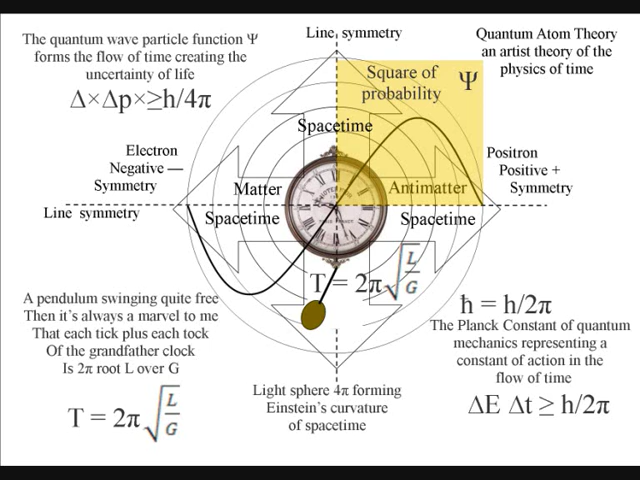 The quantum wave particle function Ψ
forms the flow of time creating the
uncertainty of life
Δ×Δp×≥h/4π
Line symmetry
Quantum Atom Theory
an artist theory of the
physics of time
Square of
probability
Ψ
Spacetime
Electron
Negative —
Symmetry
Positron
Positive +
Symmetry
Matter
Antimatter
Line symmetry
Spacetime
Spacetime
T = 2π√L/G
A pendulum swinging quite free
Then it's always a marvel to me
That each tick plus each tock
Of the grandfather clock
Is 2π root L over G
T = 2π√L/G
Light sphere 4π forming
Einstein's curvature
of spacetime
ħ = h/2π
The Planck Constant of quantum
mechanics representing a
constant of action in the
flow of time
ΔE Δt ≥ h/2π